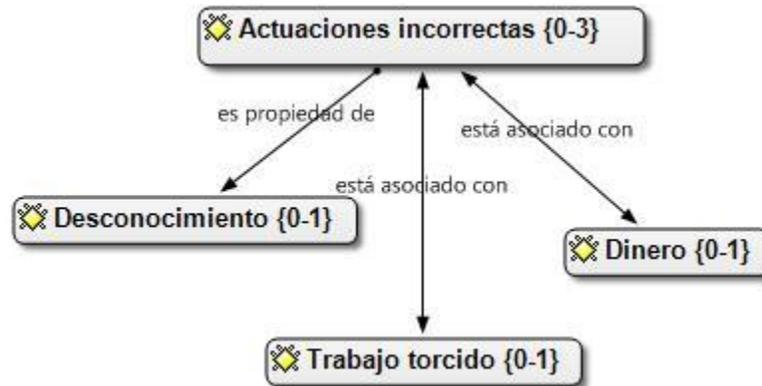 Actuaciones incorrectas {0-3}
es propiedad de
está asociado con
está asociado con
Desconocimiento {0-1}
Dinero {0-1}
Trabajo torcido {0-1}